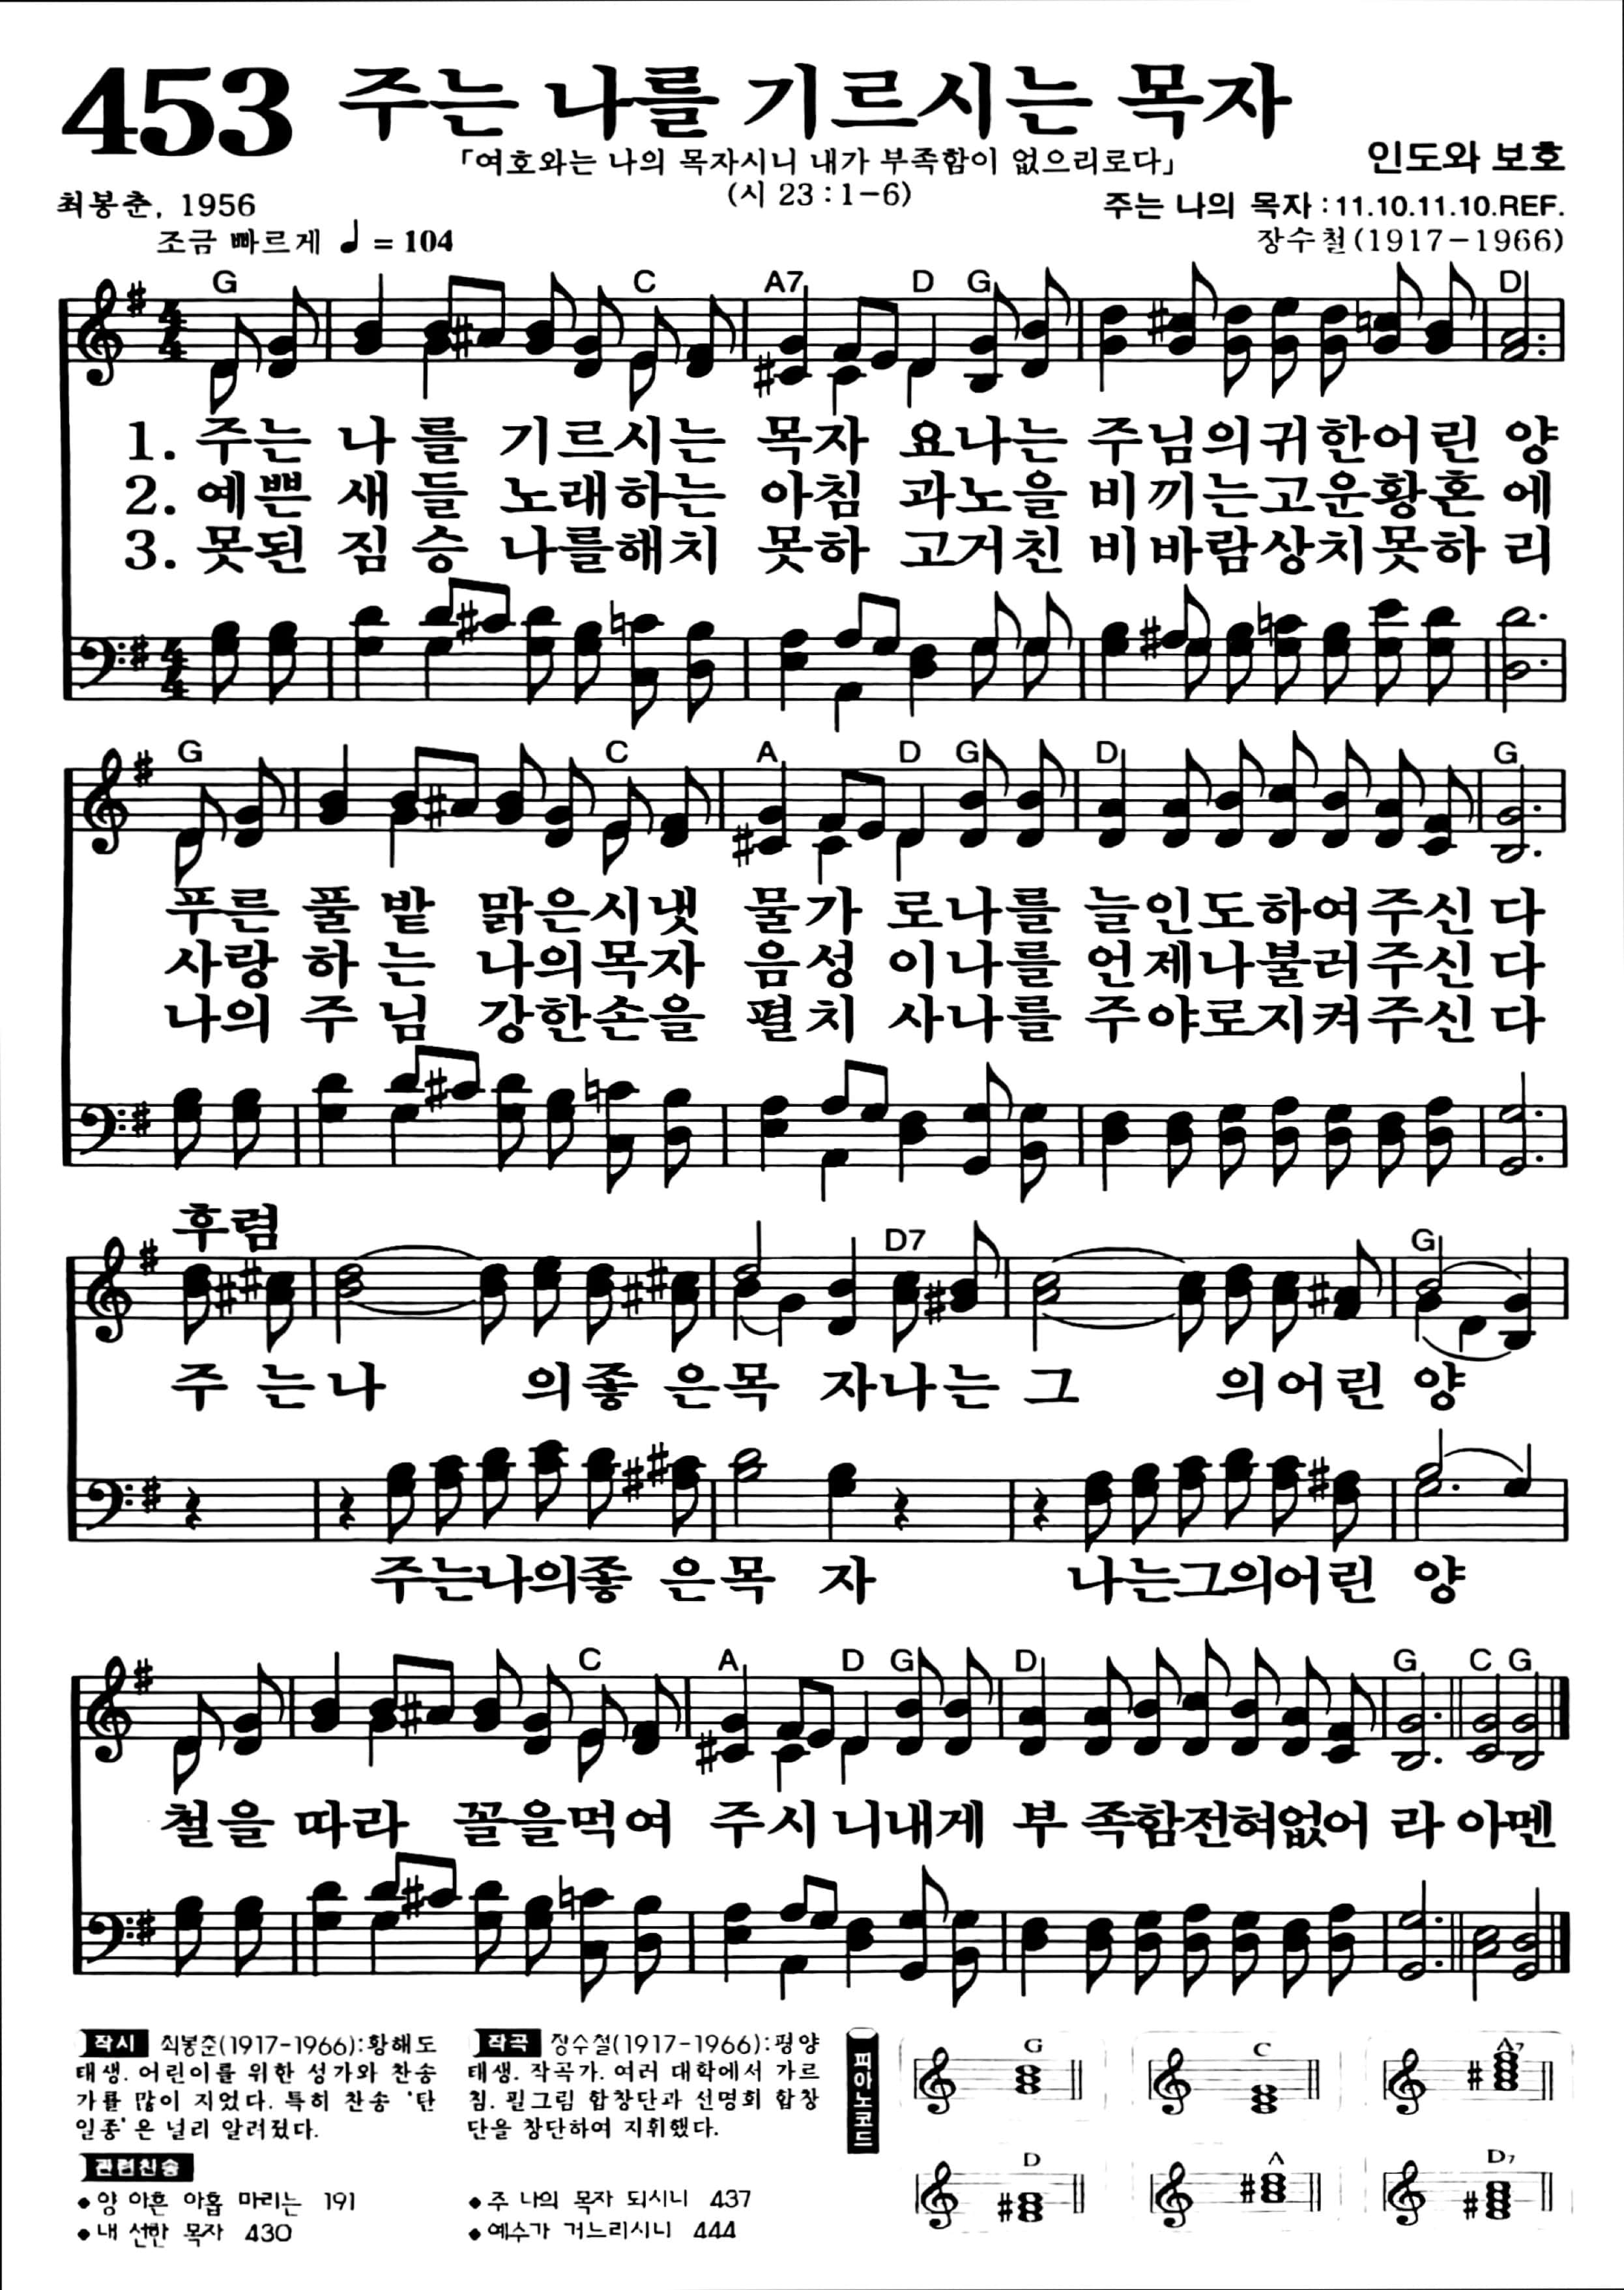 453 주는 나를 기르시는 목자
「여호와는 나의 목자시니 내가 부족함이 없으리로다」
(시 23 : 1-6)
인도와 보호
최봉춘, 1956
주는 나의 목자 : 11.10.11.10.REF.
조금 빠르게 ♩ = 104
장수철 (1917-1966)
G C A7 D G D
1. 주는 나 를 기르시는 목자 요나는 주님의귀한어린 양
2. 예쁜 새 들 노래하는 아침 과노을 비끼는고운황혼 에
3. 못된 짐 승 나를해치 못하 고거친 비바람상치못하 리
G C A D G D G
푸른 풀 밭 맑은시냇 물가 로나를 늘인도하여주신 다
사랑 하 는 나의목자 음성 이나를 언제나불러주신 다
나의 주 님 강한손을 펼치 사나를 주야로지켜주신 다
후렴
D7 G
주 는나 의좋 은목 자나는 그 의어린 양
주는나의좋 은목 자 나는그의어린 양
C A D G D G C G
철을 따라 꼴을먹여 주시 니내게 부 족함전혀없어 라 아멘
작시 최봉춘(1917-1966):황해도
태생. 어린이를 위한 성가와 찬송
가를 많이 지었다. 특히 찬송 '탄
일종'은 널리 알려졌다.
작곡 장수철(1917-1966):평양
태생. 작곡가. 여러 대학에서 가르
침. 필그림 합창단과 선명회 합창
단을 창단하여 지휘했다.
관련찬송
●양 아흔 아홉 마리는 191
●내 선한 목자 430
●주 나의 목자 되시니 437
●예수가 거느리시니 444
피아노코드
G C A7
D A D7